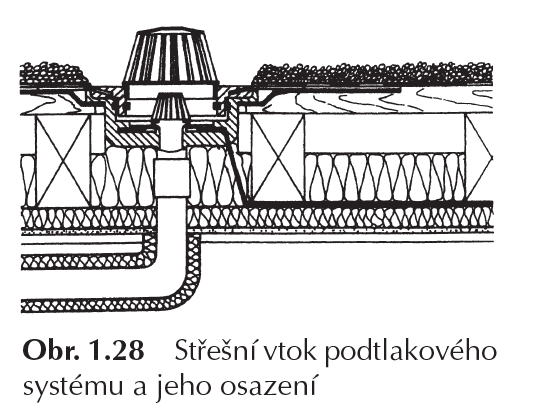 Obr. 1.28 Střešní vtok podtlakového
systému a jeho osazení